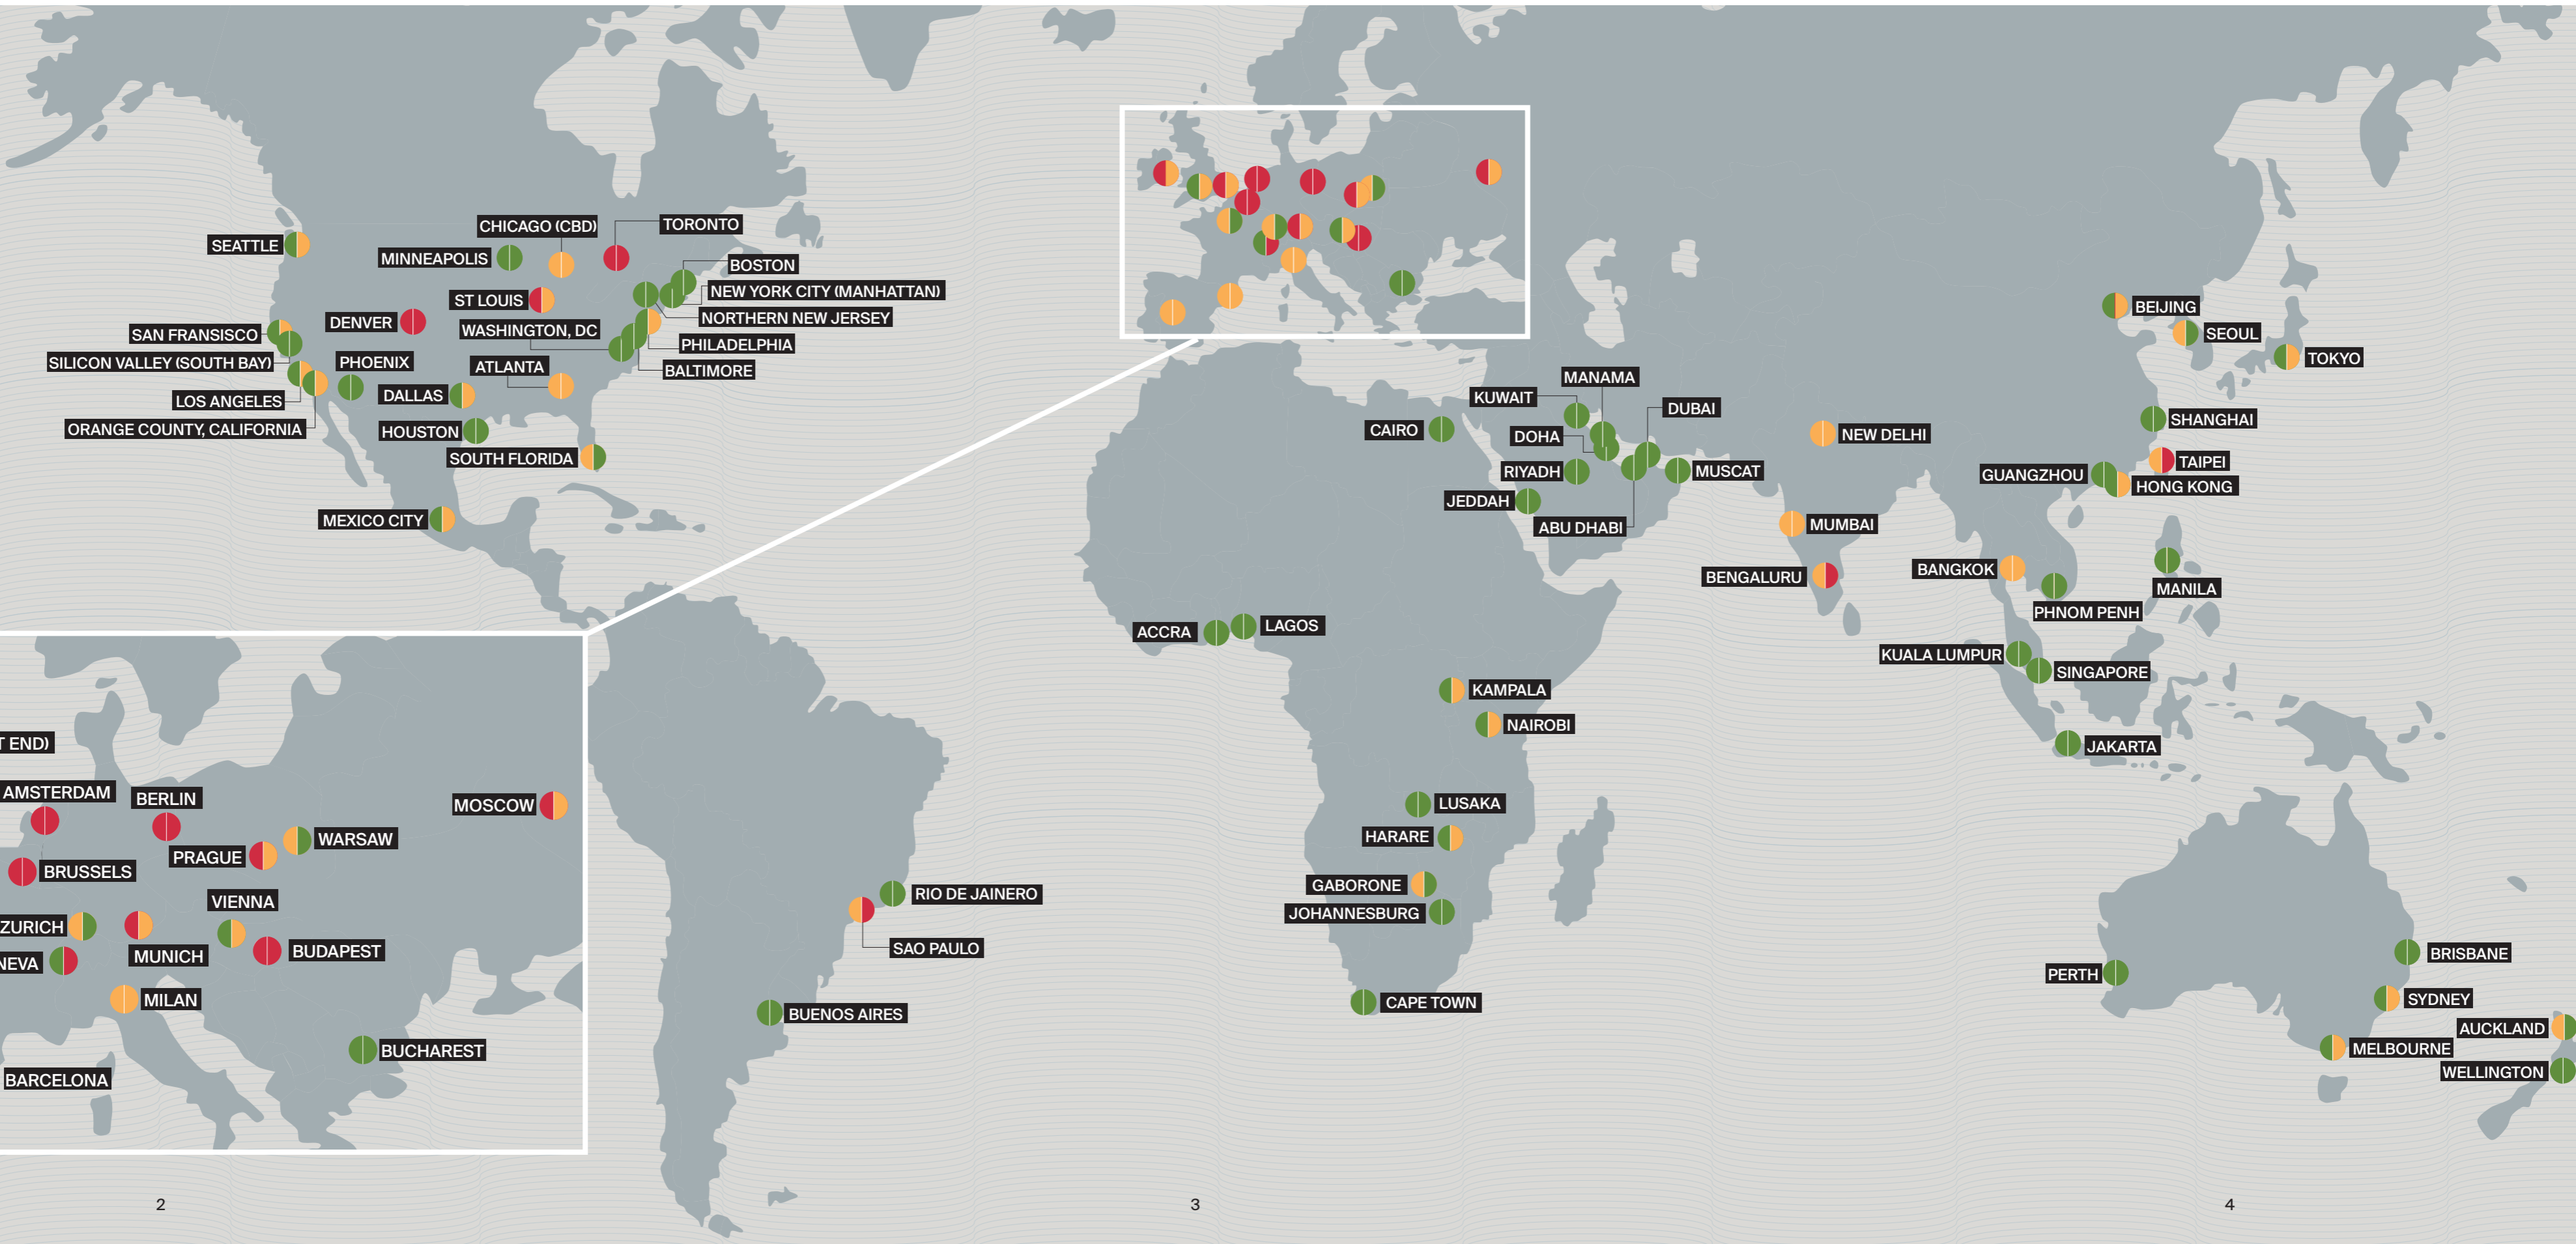 SEATTLE
CHICAGO (CBD)
TORONTO
MINNEAPOLIS
BOSTON
ST LOUIS
NEW YORK CITY (MANHATTAN)
DENVER
NORTHERN NEW JERSEY
SAN FRANSISCO
WASHINGTON, DC
PHILADELPHIA
SILICON VALLEY (SOUTH BAY)
PHOENIX
ATLANTA
BALTIMORE
LOS ANGELES
DALLAS
ORANGE COUNTY, CALIFORNIA
HOUSTON
SOUTH FLORIDA
MEXICO CITY
T END)
AMSTERDAM
BERLIN
MOSCOW
WARSAW
PRAGUE
BRUSSELS
VIENNA
ZURICH
MUNICH
BUDAPEST
NEVA
MILAN
BUCHAREST
BARCELONA
RIO DE JAINERO
SAO PAULO
BUENOS AIRES
MANAMA
KUWAIT
DUBAI
CAIRO
DOHA
RIYADH
MUSCAT
JEDDAH
ABU DHABI
ACCRA
LAGOS
KAMPALA
NAIROBI
LUSAKA
HARARE
GABORONE
JOHANNESBURG
CAPE TOWN
NEW DELHI
MUMBAI
BENGALURU
BEIJING
SEOUL
TOKYO
SHANGHAI
TAIPEI
GUANGZHOU
HONG KONG
BANGKOK
MANILA
PHNOM PENH
KUALA LUMPUR
SINGAPORE
JAKARTA
BRISBANE
PERTH
SYDNEY
AUCKLAND
MELBOURNE
WELLINGTON
2
3
4